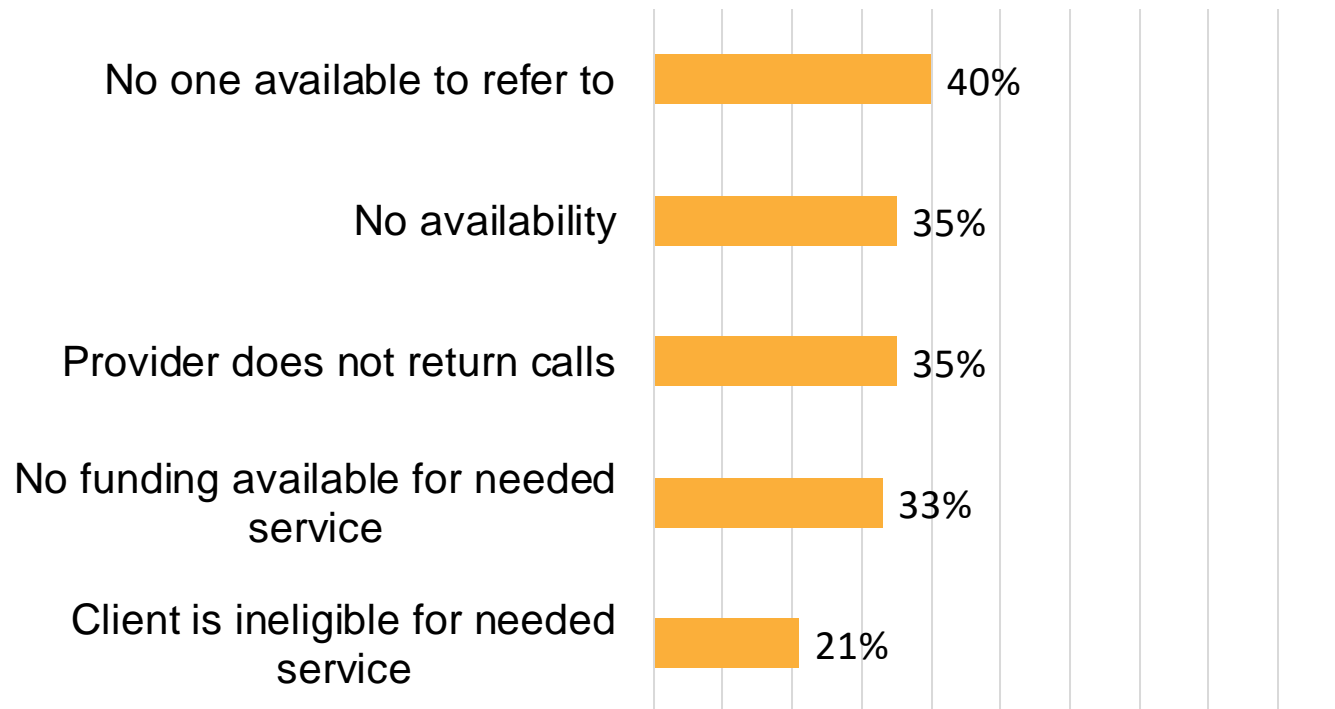 No one available to refer to
40%
No availability
35%
Provider does not return calls
35%
No funding available for needed
service
33%
Client is ineligible for needed
service
21%